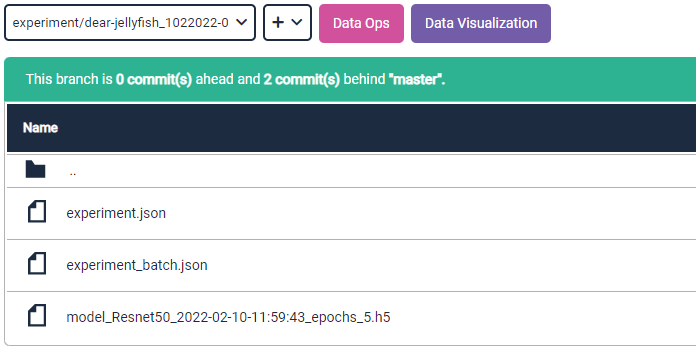 experiment/dear-jellyfish_1022022-0 + Data Ops Data Visualization
This branch is 0 commit(s) ahead and 2 commit(s) behind "master".
Name
..
experiment.json
experiment_batch.json
model_Resnet50_2022-02-10-11:59:43_epochs_5.h5